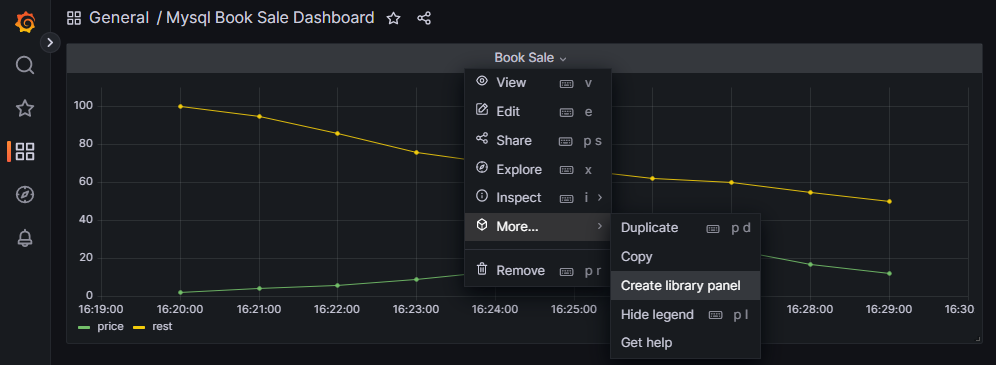 General / Mysql Book Sale Dashboard
Book Sale
View v
Edit e
Share p s
Explore x
Inspect i
More...
Remove p r
Duplicate p d
Copy
Create library panel
Hide legend p l
Get help
100
80
60
40
20
0
16:19:00 16:20:00 16:21:00 16:22:00 16:23:00 16:24:00 16:25:00 16:28:00 16:29:00 16:30
price rest